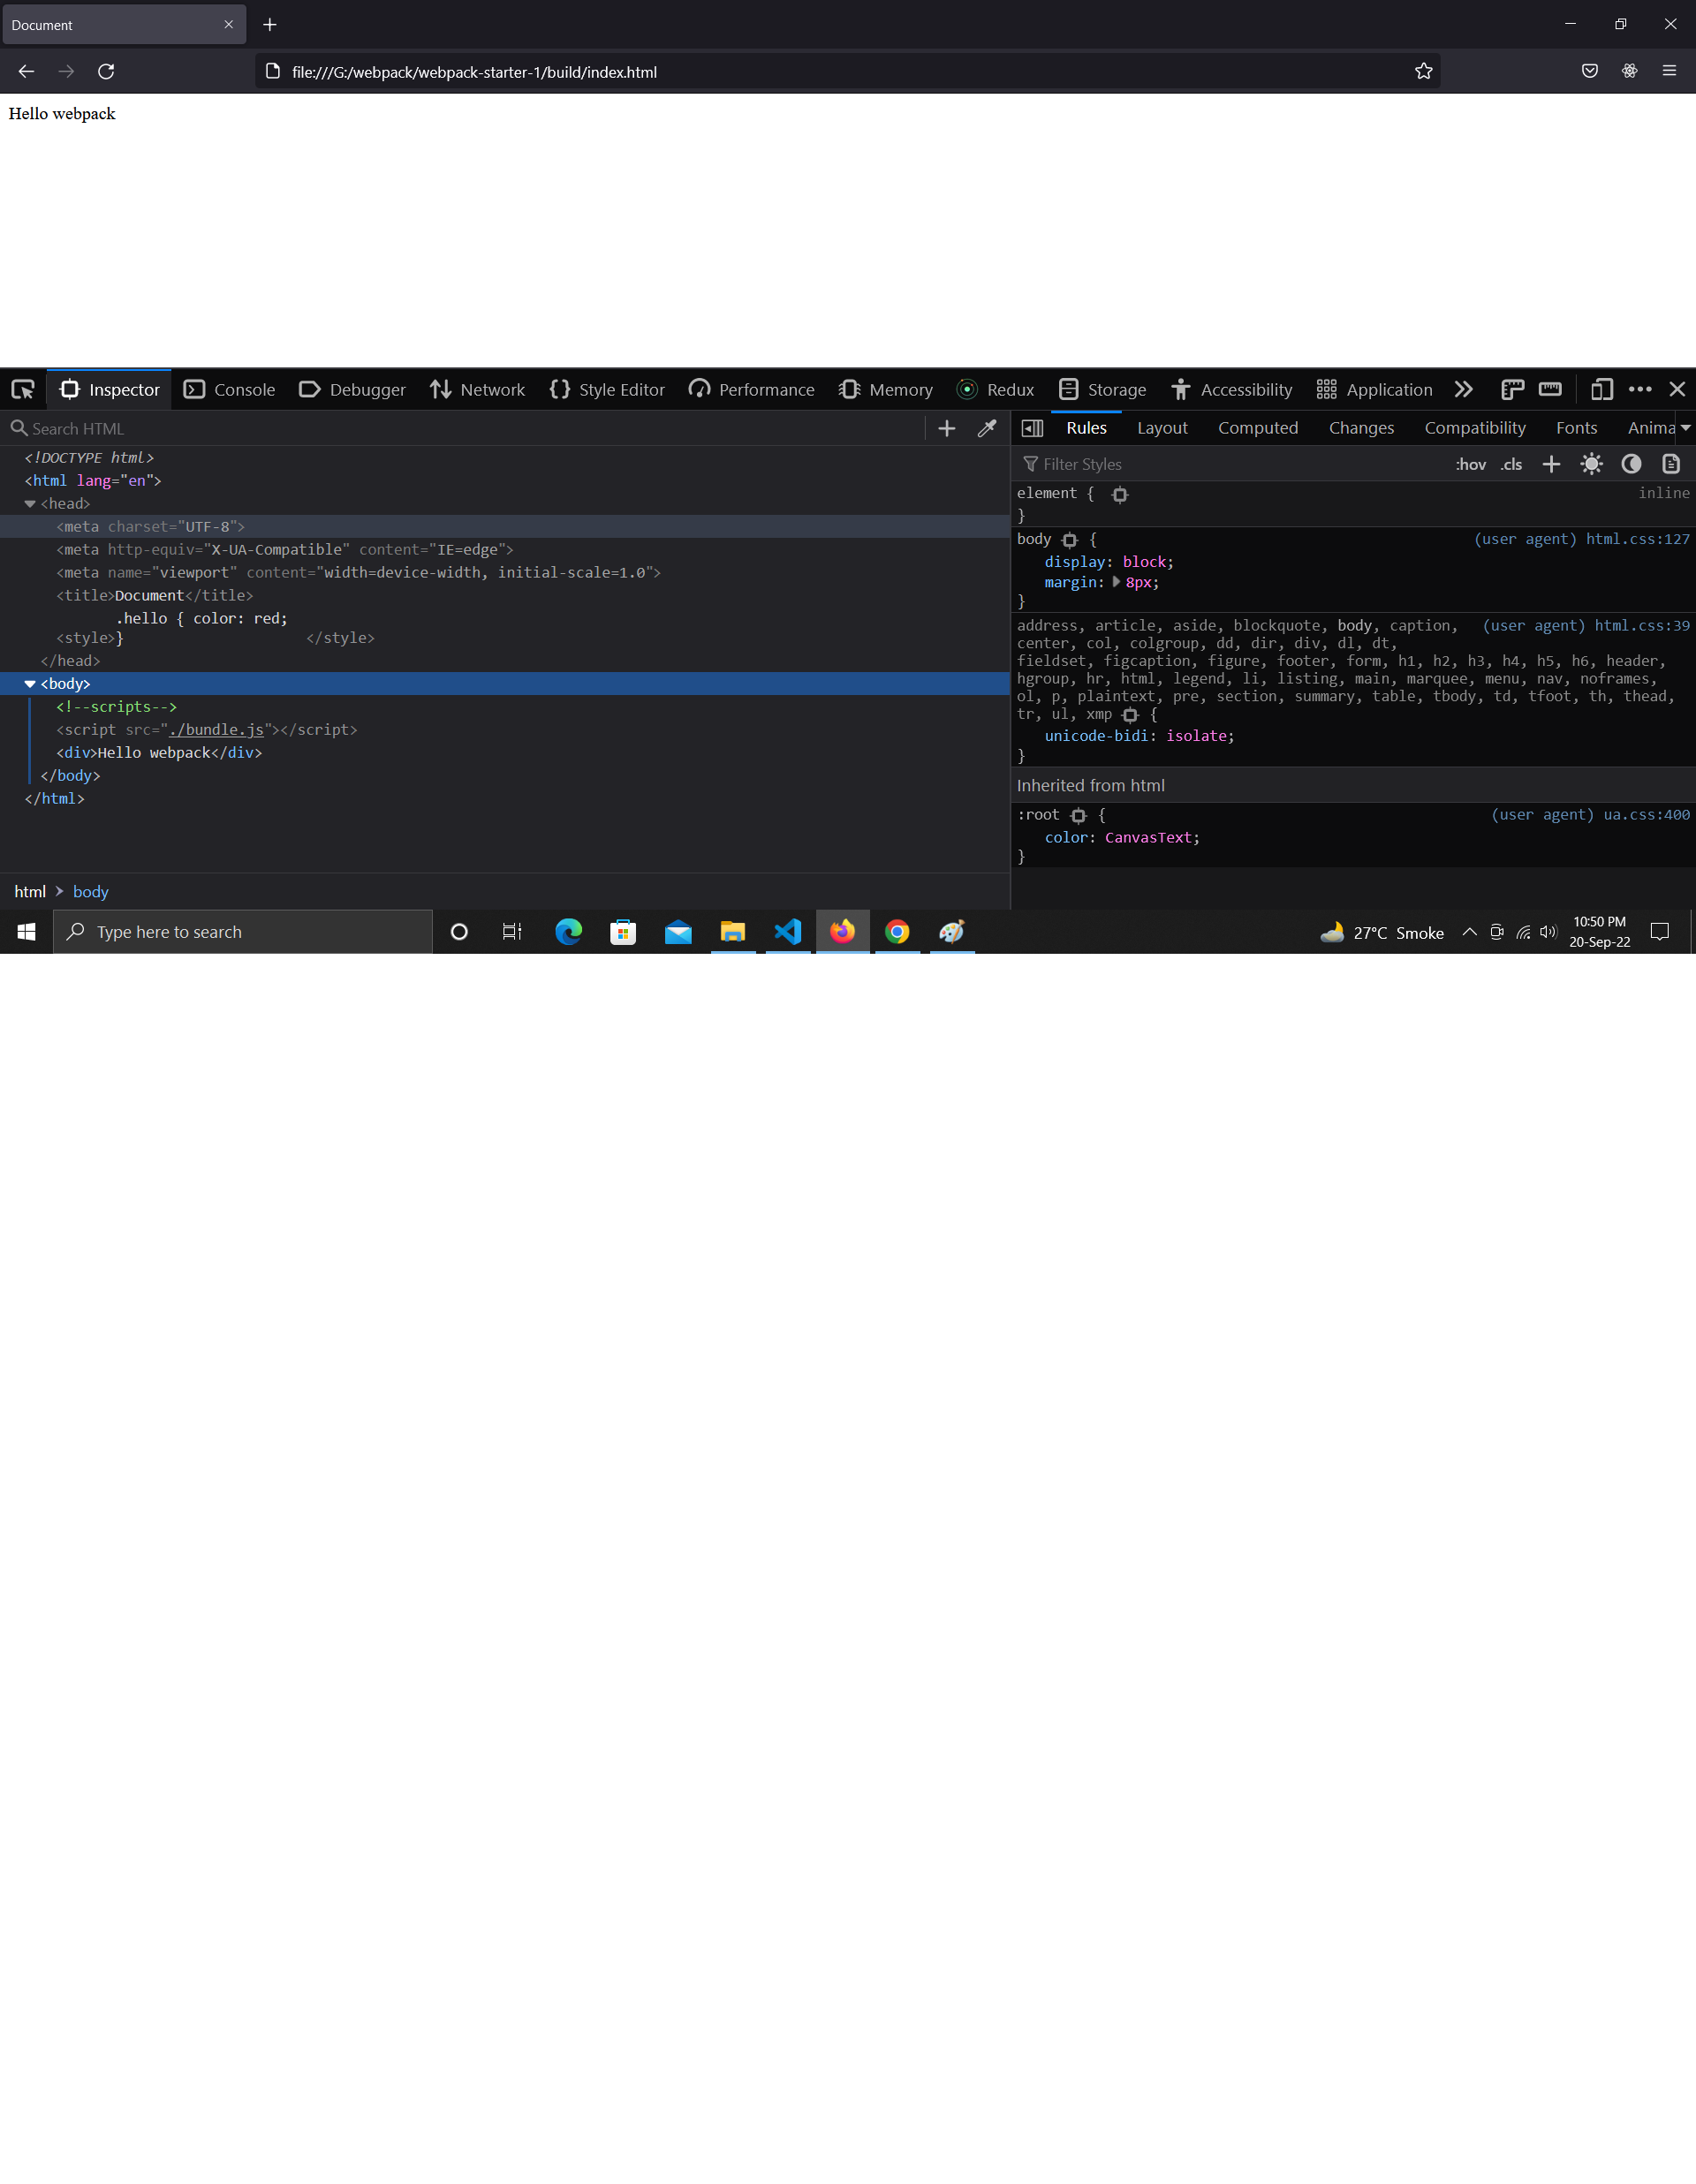 Document
file:///G:/webpack/webpack-starter-1/build/index.html
Hello webpack
Inspector Console Debugger Network Style Editor Performance Memory Redux Storage Accessibility Application
Search HTML
<!DOCTYPE html>
<html lang="en">
<head>
<meta charset="UTF-8">
<meta http-equiv="X-UA-Compatible" content="IE=edge">
<meta name="viewport" content="width=device-width, initial-scale=1.0">
<title>Document</title>
.hello { color: red;
<style>} </style>
</head>
<body>
<!--scripts-->
<script src="./bundle.js"></script>
<div>Hello webpack</div>
</body>
</html>
html > body
Rules Layout Computed Changes Compatibility Fonts Anima
Filter Styles :hov .cls
element { inline
}
body { (user agent) html.css:127
display: block;
margin: 8px;
}
address, article, aside, blockquote, body, caption, (user agent) html.css:39
center, col, colgroup, dd, dir, div, dl, dt,
fieldset, figcaption, figure, footer, form, h1, h2, h3, h4, h5, h6, header,
hgroup, hr, html, legend, li, listing, main, marquee, menu, nav, noframes,
ol, p, plaintext, pre, section, summary, table, tbody, td, tfoot, th, thead,
tr, ul, xmp {
unicode-bidi: isolate;
}
Inherited from html
:root { (user agent) ua.css:400
color: CanvasText;
}
Type here to search
27°C Smoke
10:50 PM
20-Sep-22